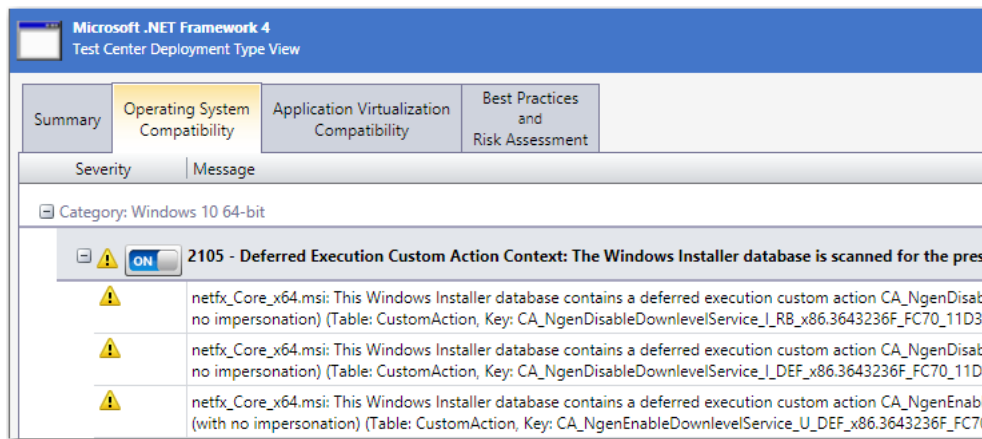 Microsoft .NET Framework 4
Test Center Deployment Type View
Summary
Operating System
Compatibility
Application Virtualization
Compatibility
Best Practices
and
Risk Assessment
Severity
Message
Category: Windows 10 64-bit
ON
2105 - Deferred Execution Custom Action Context: The Windows Installer database is scanned for the pres
netfx_Core_x64.msi: This Windows Installer database contains a deferred execution custom action CA_NgenDisab
no impersonation) (Table: CustomAction, Key: CA_NgenDisableDownlevelService_I_RB_x86.3643236F_FC70_11D3
netfx_Core_x64.msi: This Windows Installer database contains a deferred execution custom action CA_NgenDisab
no impersonation) (Table: CustomAction, Key: CA_NgenDisableDownlevelService_I_DEF_x86.3643236F_FC70_11D
netfx_Core_x64.msi: This Windows Installer database contains a deferred execution custom action CA_NgenEnabl
(with no impersonation) (Table: CustomAction, Key: CA_NgenEnableDownlevelService_U_DEF_x86.3643236F_FC70